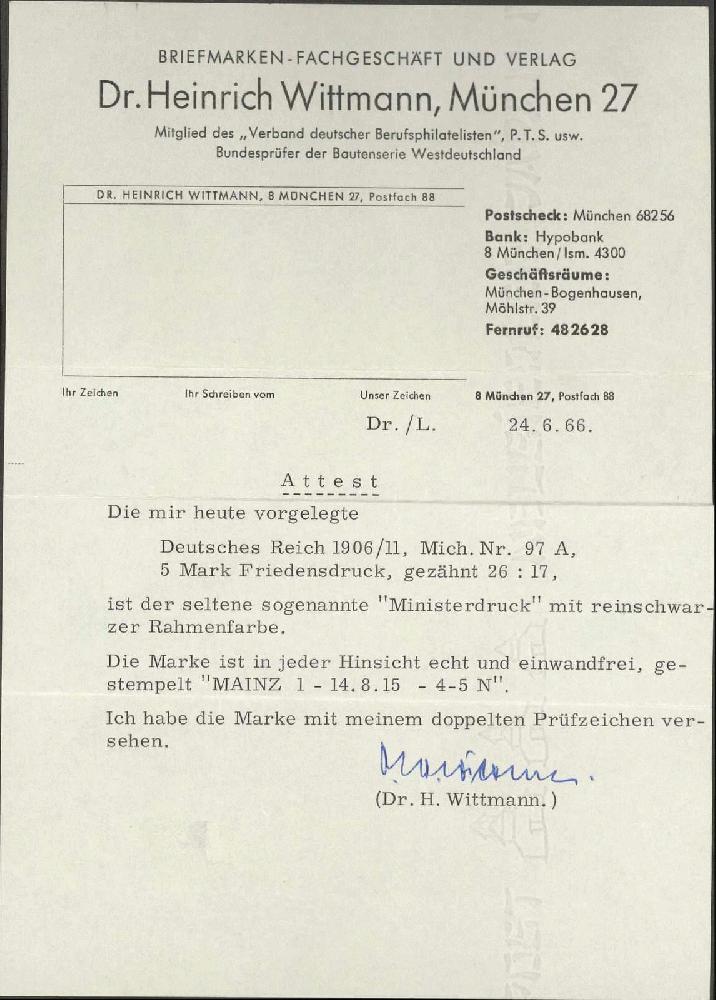 BRIEFMARKEN-FACHGESCHÄFT UND VERLAG
Dr. Heinrich Wittmann, München 27
Mitglied des „Verband deutscher Berufsphilatelisten“, P. T. S. usw.
Bundesprüfer der Bautenserie Westdeutschland
DR. HEINRICH WITTMANN, 8 MÜNCHEN 27, Postfach 88
Postscheck: München 68256
Bank: Hypobank
8 München/Ism. 4300
Geschäftsräume:
München-Bogenhausen,
Möhlstr. 39
Fernruf: 482628
Ihr Zeichen Ihr Schreiben vom Unser Zeichen 8 München 27, Postfach 88
Dr. /L. 24. 6. 66.
Attest
Die mir heute vorgelegte
Deutsches Reich 1906/11, Mich. Nr. 97 A,
5 Mark Friedensdruck, gezähnt 26 : 17,
ist der seltene sogenannte "Ministerdruck" mit reinschwar-
zer Rahmenfarbe.
Die Marke ist in jeder Hinsicht echt und einwandfrei, ge-
stempelt "MAINZ 1 - 14. 8. 15 - 4-5 N".
Ich habe die Marke mit meinem doppelten Prüfzeichen ver-
sehen.
(Dr. H. Wittmann. )